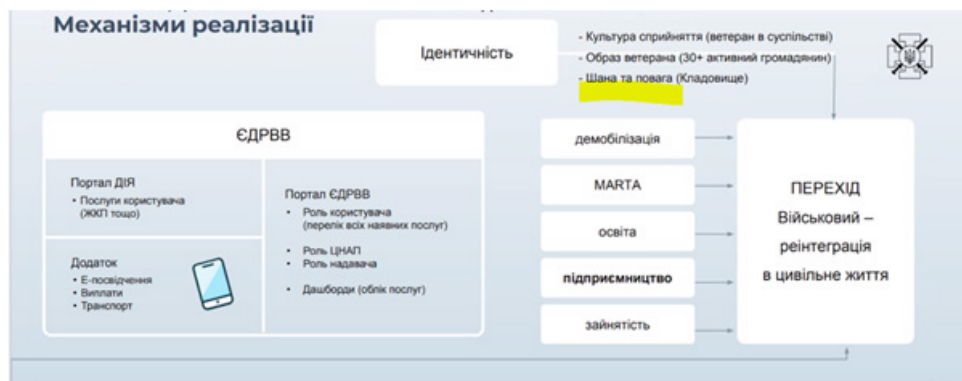 Механізми реалізації
Ідентичність
- Культура сприйняття (ветеран в суспільстві)
- Образ ветерана (30+ активний громадянин)
- Шана та повага (Кладовище)
ЄДРВВ
Портал ДІЯ
• Послуги користувача
(ЖКП тощо)
Додаток
• Е-посвідчення
• Виплати
• Транспорт
Портал ЄДРВВ
• Роль користувача
(перелік всіх наявних послуг)
• Роль ЦНАП
• Роль надавача
• Дашборди (облік послуг)
демобілізація
MARTA
освіта
підприємництво
зайнятість
ПЕРЕХІД
Військовий –
реінтеграція
в цивільне життя